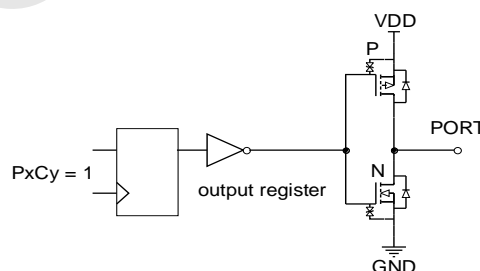 VDD
P
PORT
PxCy = 1
N
output register
GND